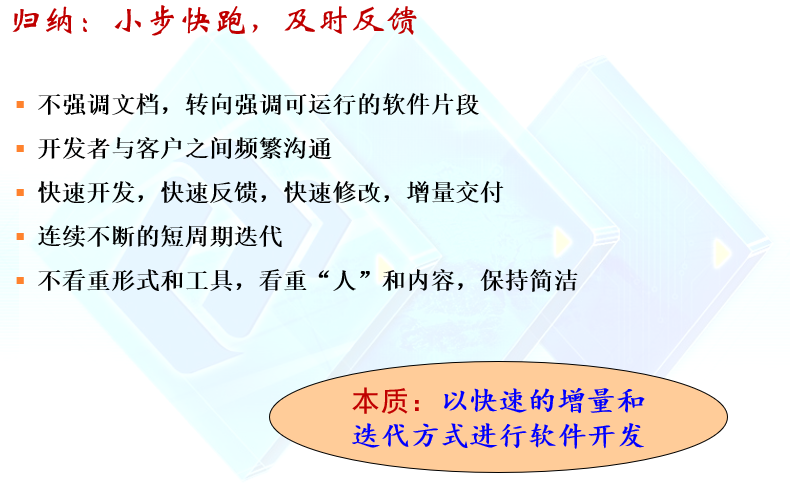 归纳：小步快跑，及时反馈
不强调文档，转向强调可运行的软件片段
开发者与客户之间频繁沟通
快速开发，快速反馈，快速修改，增量交付
连续不断的短周期迭代
不看重形式和工具，看重“人”和内容，保持简洁
本质：以快速的增量和
迭代方式进行软件开发